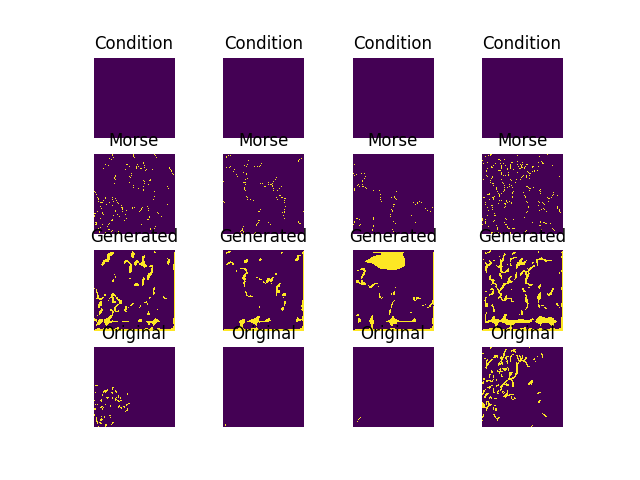 Condition Condition Condition Condition
Morse Morse Morse Morse
Generated Generated Generated Generated
Original Original Original Original